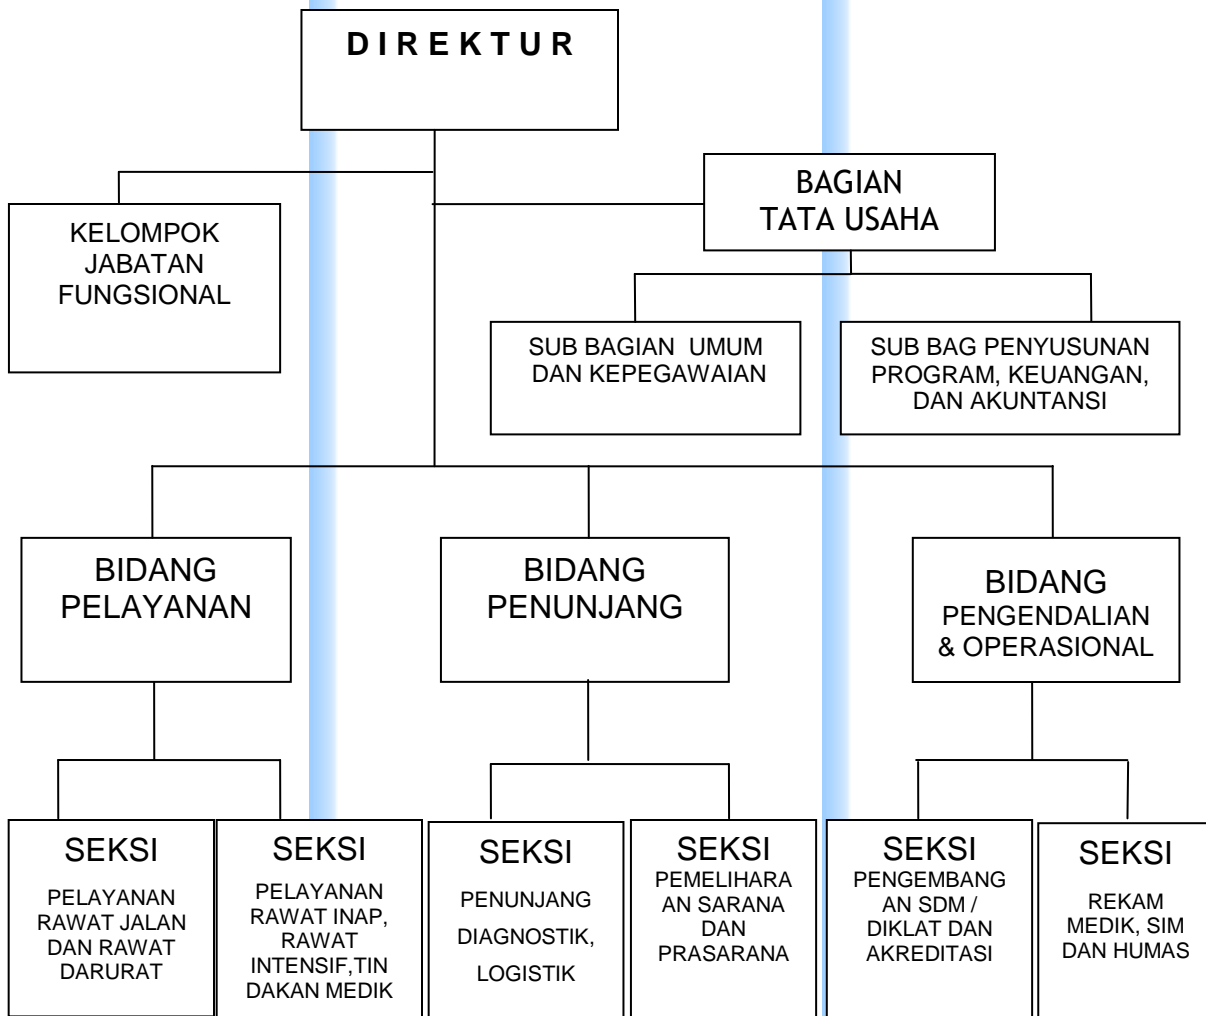 D I R E K T U R
BAGIAN
TATA USAHA
KELOMPOK
JABATAN
FUNGSIONAL
SUB BAGIAN UMUM
DAN KEPEGAWAIAN
SUB BAG PENYUSUNAN
PROGRAM, KEUANGAN,
DAN AKUNTANSI
BIDANG
PELAYANAN
BIDANG
PENUNJANG
BIDANG
PENGENDALIAN
& OPERASIONAL
SEKSI
PELAYANAN
RAWAT JALAN
DAN RAWAT
DARURAT
SEKSI
PELAYANAN
RAWAT INAP,
RAWAT
INTENSIF,TIN
DAKAN MEDIK
SEKSI
PENUNJANG
DIAGNOSTIK,
LOGISTIK
SEKSI
PEMELIHARA
AN SARANA
DAN
PRASARANA
SEKSI
PENGEMBANG
AN SDM /
DIKLAT DAN
AKREDITASI
SEKSI
REKAM
MEDIK, SIM
DAN HUMAS